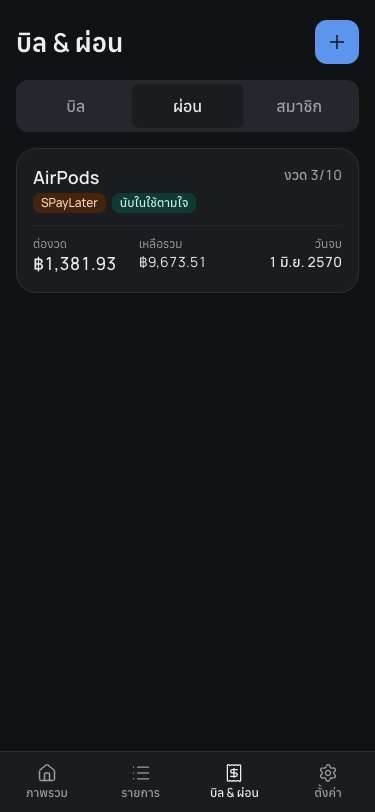 บิล & ผ่อน
บิล
ผ่อน
สมาชิก
AirPods
งวด 3/10
SPayLater
นับในใช้ตามใจ
ต่องวด
เหลือรวม
วันจบ
฿1,381.93
฿9,673.51
1 มิ.ย. 2570
ภาพรวม
รายการ
บิล & ผ่อน
ตั้งค่า